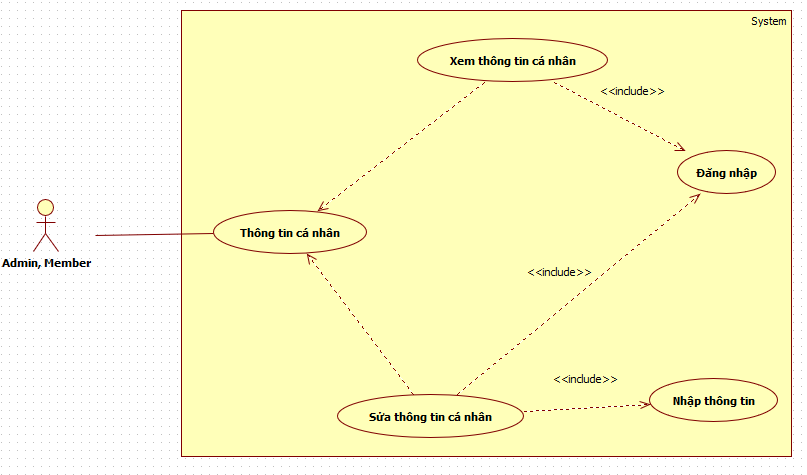 System
Xem thông tin cá nhân
<<include>>
Đăng nhập
Thông tin cá nhân
Admin, Member
<<include>>
<<include>>
Nhập thông tin
Sửa thông tin cá nhân